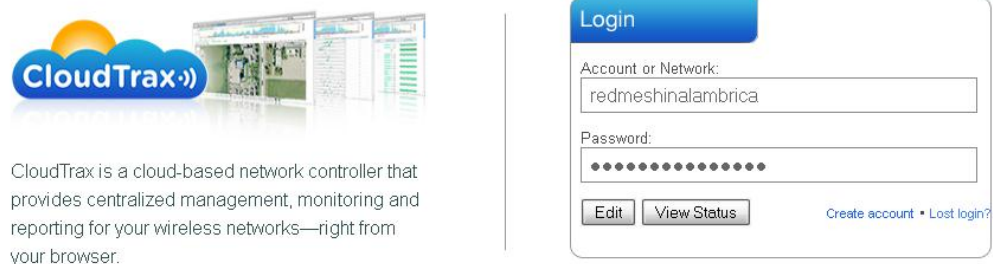 CloudTrax
CloudTrax is a cloud-based network controller that
provides centralized management, monitoring and
reporting for your wireless networks—right from
your browser.
Login
Account or Network:
redmeshinalambrica
Password:
●●●●●●●●●●●●●●●
Edit View Status Create account ▪ Lost login?